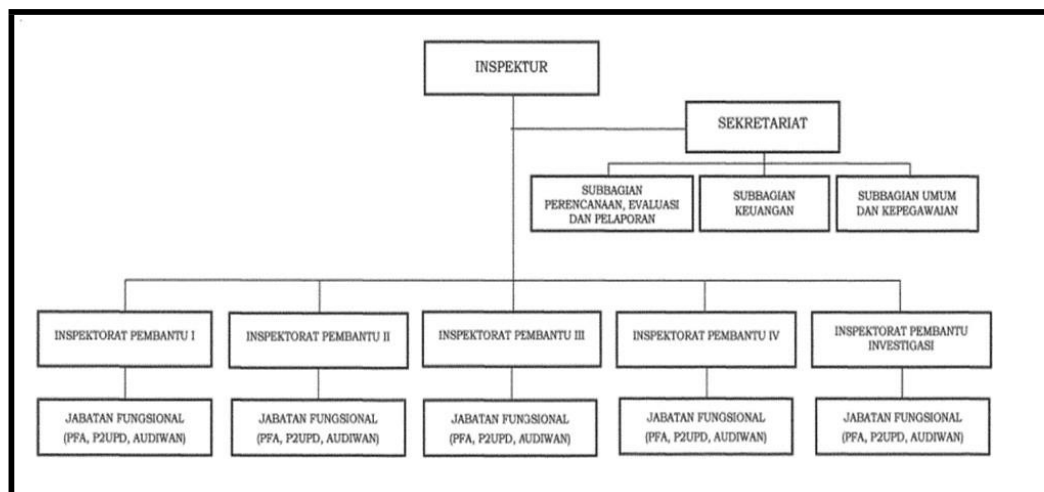 INSPEKTUR
SEKRETARIAT
SUBBAGIAN
PERENCANAAN, EVALUASI
DAN PELAPORAN
SUBBAGIAN
KEUANGAN
SUBBAGIAN UMUM
DAN KEPEGAWAIAN
INSPEKTORAT PEMBANTU I
INSPEKTORAT PEMBANTU II
INSPEKTORAT PEMBANTU III
INSPEKTORAT PEMBANTU IV
INSPEKTORAT PEMBANTU
INVESTIGASI
JABATAN FUNGSIONAL
(PFA, P2UPD, AUDIWAN)
JABATAN FUNGSIONAL
(PFA, P2UPD, AUDIWAN)
JABATAN FUNGSIONAL
(PFA, P2UPD, AUDIWAN)
JABATAN FUNGSIONAL
(PFA, P2UPD, AUDIWAN)
JABATAN FUNGSIONAL
(PFA, P2UPD, AUDIWAN)